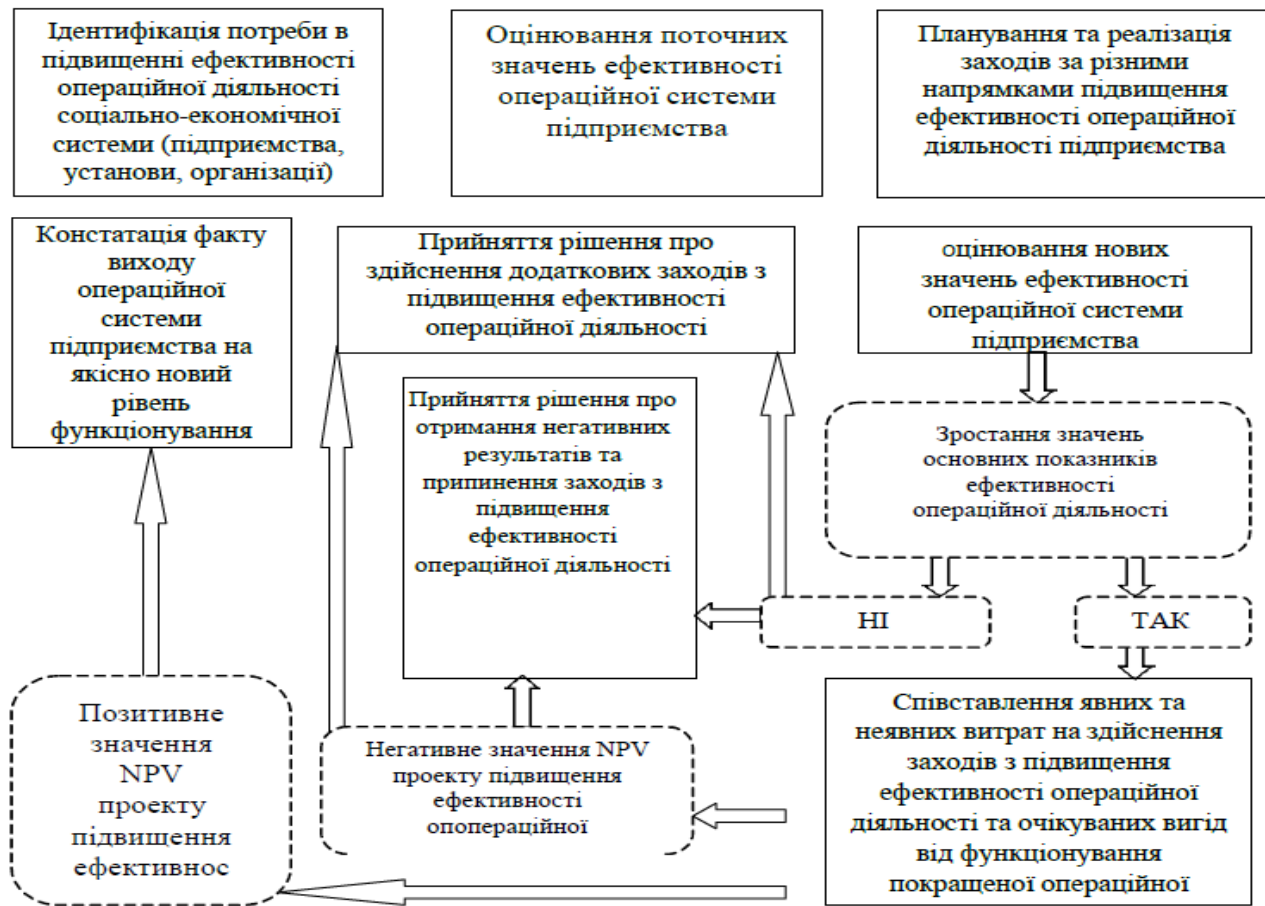 Ідентифікація потреби в
підвищенні ефективності
операційної діяльності
соціально-економічної
системи (підприємства,
установи, організації)
Оцінювання поточних
значень ефективності
операційної системи
підприємства
Планування та реалізація
заходів за різними
напрямками підвищення
ефективності операційної
діяльності підприємства
Констатація факту
виходу
операційної
системи
підприємства на
якісно новий
рівень
функціонування
Прийняття рішення про
здійснення додаткових заходів з
підвищення ефективності
операційної діяльності
оцінювання нових
значень ефективності
операційної системи
підприємства
Прийняття рішення про
отримання негативних
результатів та
припинення заходів з
підвищення
ефективності
операційної діяльності
Зростання значень
основних показників
ефективності
операційної діяльності
НІ
ТАК
Позитивне
значення
NPV
проекту
підвищення
ефективнос
Негативне значення NPV
проекту підвищення
ефективності
опопераційної
Співставлення явних та
неявних витрат на здійснення
заходів з підвищення
ефективності операційної
діяльності та очікуваних вигід
від функціонування
покращеної операційної